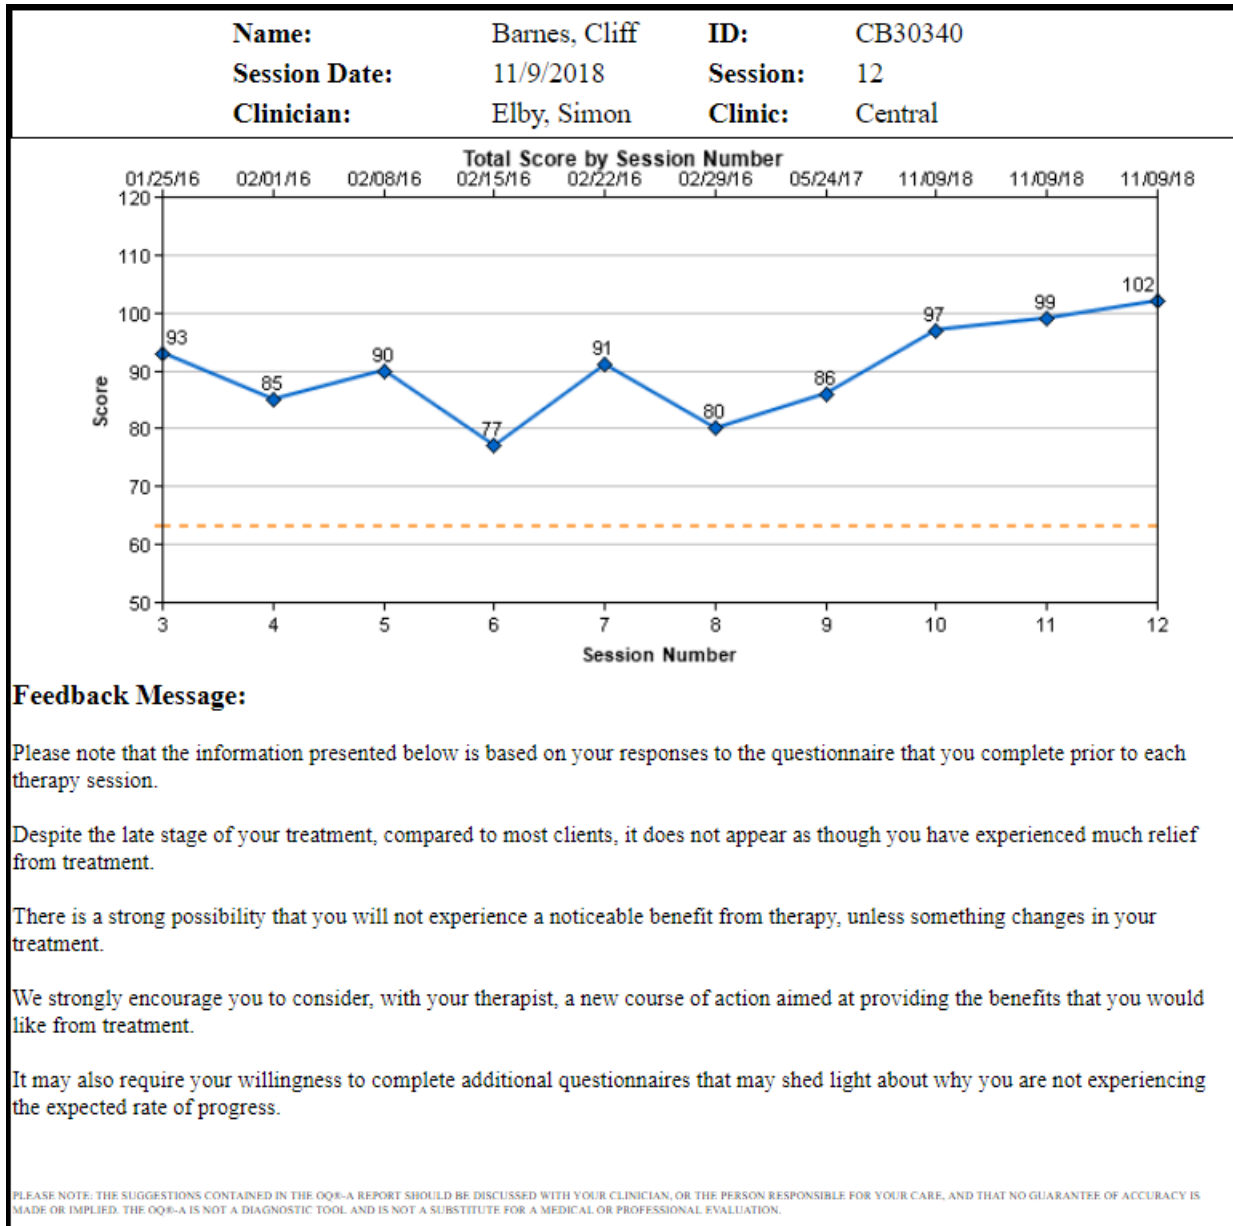 Name: Barnes, Cliff ID: CB30340
Session Date: 11/9/2018 Session: 12
Clinician: Elby, Simon Clinic: Central
Total Score by Session Number
01/25/16 02/01/16 02/08/16 02/15/16 02/22/16 02/29/16 05/24/17 11/09/18 11/09/18 11/09/18
120
110
100
90
80
70
60
50
Score
93 85 90 77 91 80 86 97 99 102
3 4 5 6 7 8 9 10 11 12
Session Number
Feedback Message:
Please note that the information presented below is based on your responses to the questionnaire that you complete prior to each
therapy session.
Despite the late stage of your treatment, compared to most clients, it does not appear as though you have experienced much relief
from treatment.
There is a strong possibility that you will not experience a noticeable benefit from therapy, unless something changes in your
treatment.
We strongly encourage you to consider, with your therapist, a new course of action aimed at providing the benefits that you would
like from treatment.
It may also require your willingness to complete additional questionnaires that may shed light about why you are not experiencing
the expected rate of progress.
PLEASE NOTE: THE SUGGESTIONS CONTAINED IN THE OQ®-A REPORT SHOULD BE DISCUSSED WITH YOUR CLINICIAN, OR THE PERSON RESPONSIBLE FOR YOUR CARE, AND THAT NO GUARANTEE OF ACCURACY IS
MADE OR IMPLIED. THE OQ®-A IS NOT A DIAGNOSTIC TOOL AND IS NOT A SUBSTITUTE FOR A MEDICAL OR PROFESSIONAL EVALUATION.